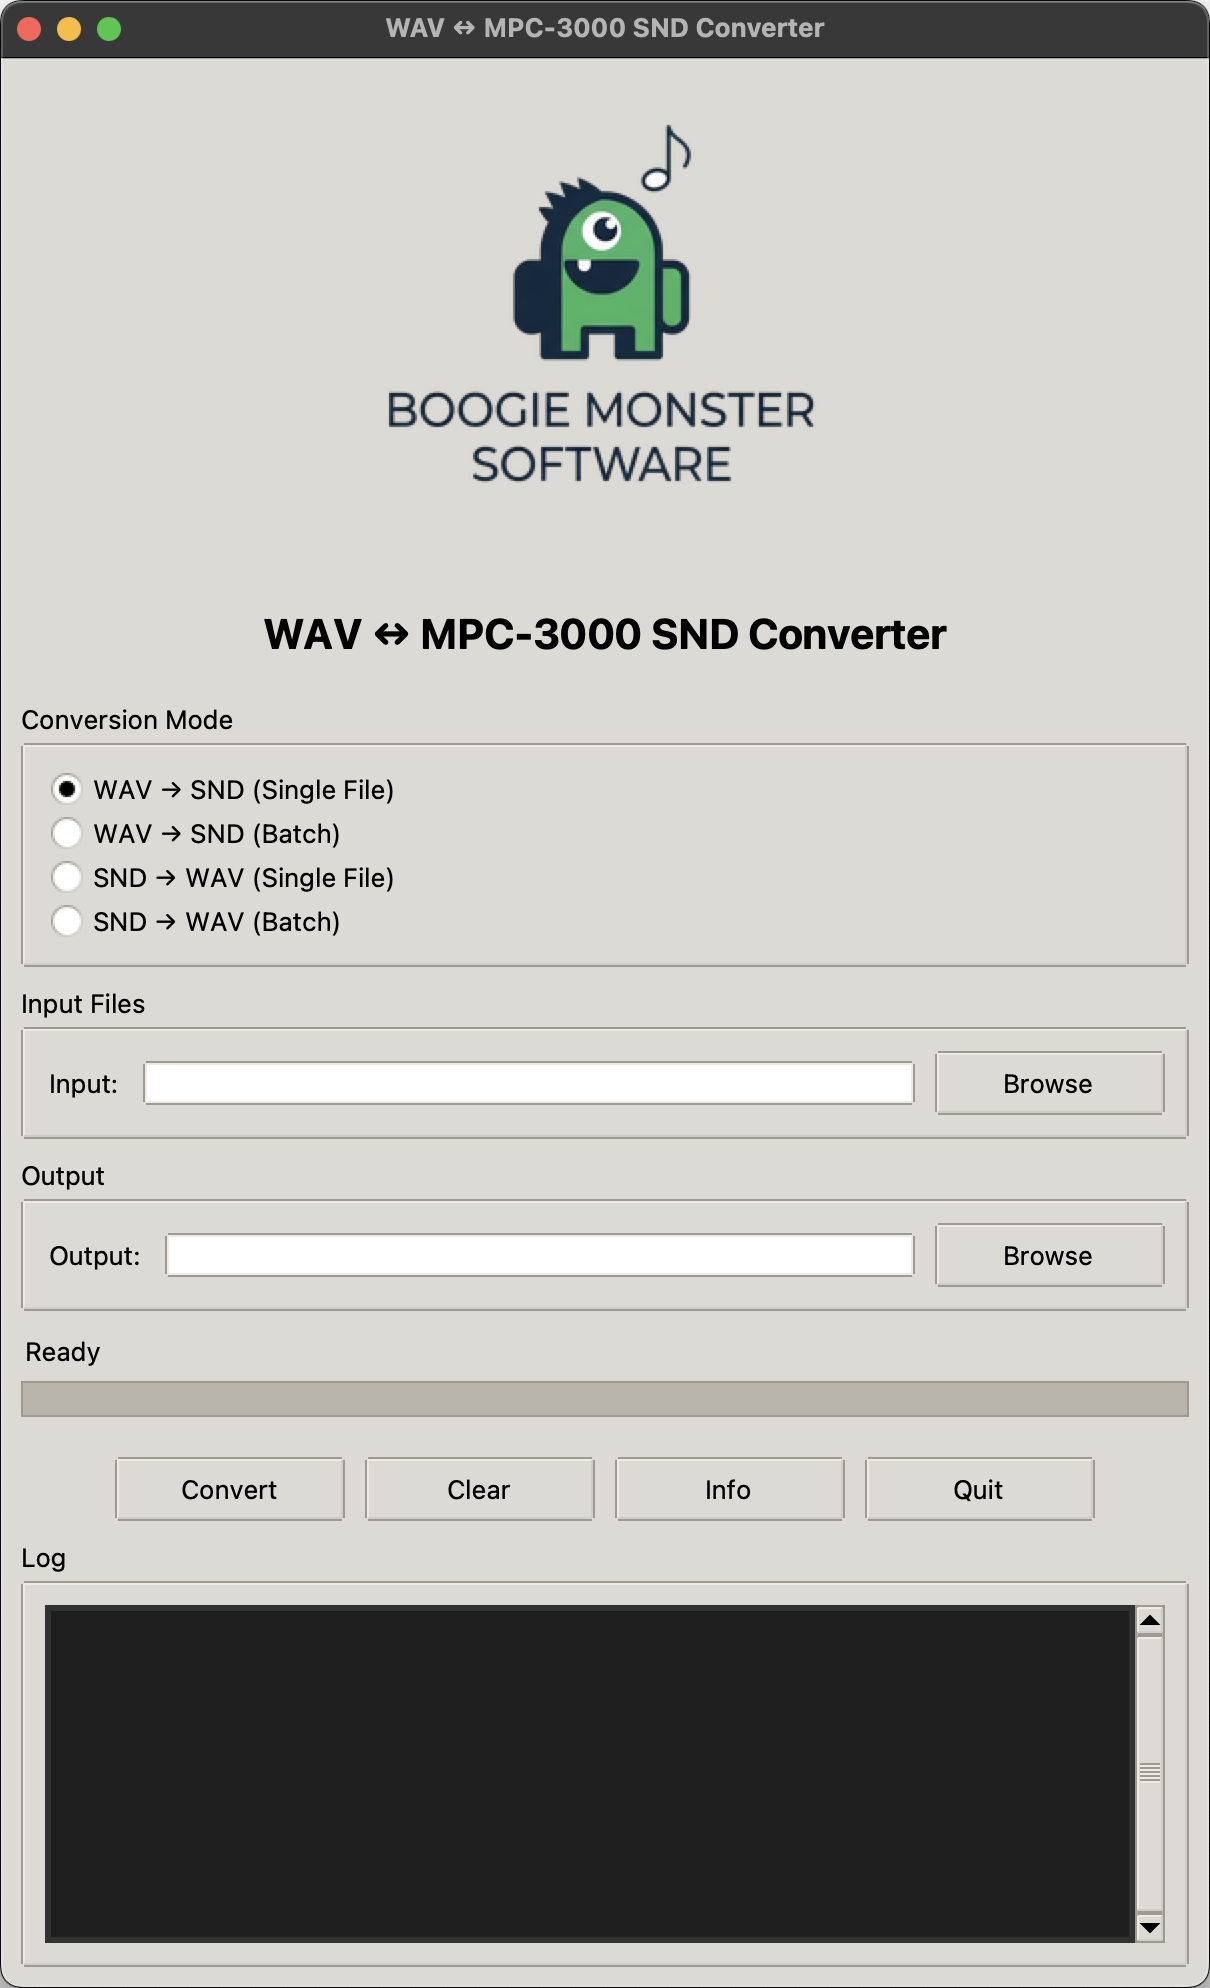 WAV ↔ MPC-3000 SND Converter
BOOGIE MONSTER
SOFTWARE
WAV ↔ MPC-3000 SND Converter
Conversion Mode
WAV → SND (Single File)
WAV → SND (Batch)
SND → WAV (Single File)
SND → WAV (Batch)
Input Files
Input:
Browse
Output
Output:
Browse
Ready
Convert
Clear
Info
Quit
Log